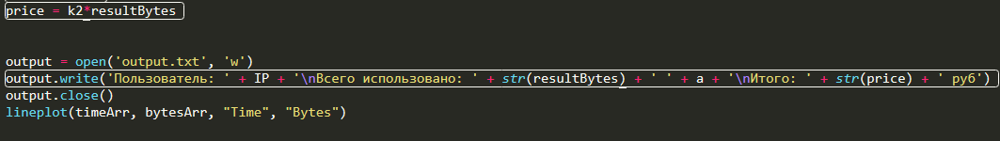 price = k2*resultBytes
output = open('output.txt', 'w')
output.write('Пользователь: ' + IP + '\nВсего использовано: ' + str(resultBytes) + ' ' + a + '\nИтого: ' + str(price) + ' руб')
output.close()
lineplot(timeArr, bytesArr, "Time", "Bytes")